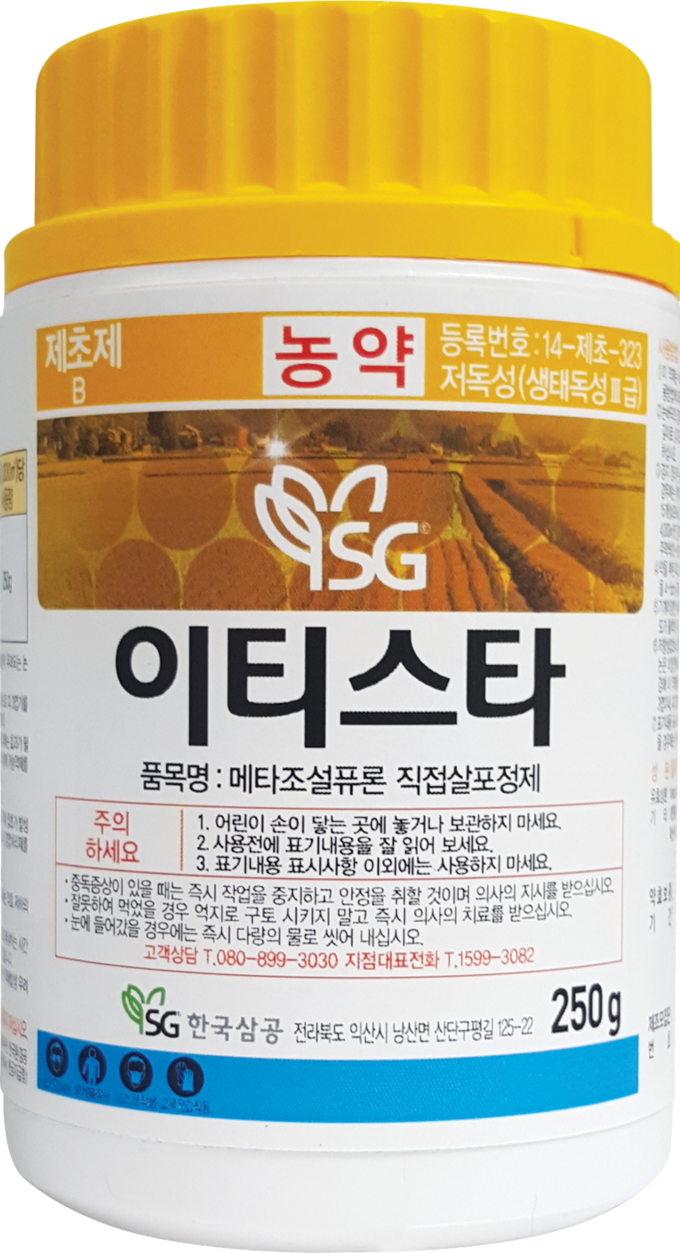 제초제
B
농약
등록번호:14-제초-323
저독성(생태독성Ⅲ급)
SG
이티스타
품목명 : 메타조설퓨론 직접살포정제
주의
하세요
1. 어린이 손이 닿는 곳에 놓거나 보관하지 마세요.
2. 사용전에 표기내용을 잘 읽어 보세요.
3. 표기내용 표시사항 이외에는 사용하지 마세요.
·중독증상이 있을 때는 즉시 작업을 중지하고 안정을 취할 것이며 의사의 지시를 받으십시오.
·잘못하여 먹었을 경우 억지로 구토 시키지 말고 즉시 의사의 치료를 받으십시오.
·눈에 들어갔을 경우에는 즉시 다량의 물로 씻어 내십시오.
고객상담 T.080-899-3030 지점대표전화 T.1599-3082
SG 한국삼공 전라북도 익산시 낭산면 산단구평길 125-22 250g